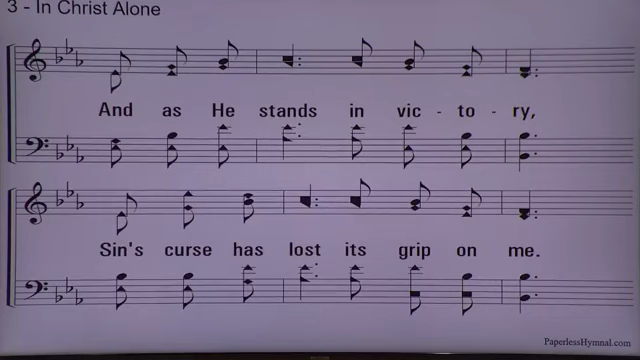 3 - In Christ Alone
And as He stands in vic - to - ry,
Sin's curse has lost its grip on me.
PaperlessHymnal.com